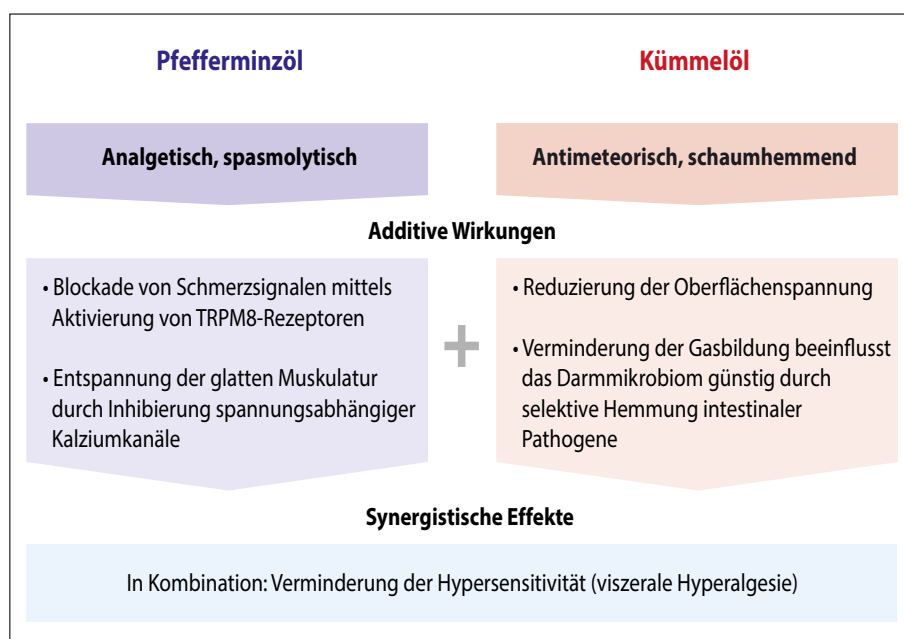 Pfefferminzöl
Kümmelöl
Analgetisch, spasmolytisch
Antimeteorisch, schaumhemmend
Additive Wirkungen
• Blockade von Schmerzsignalen mittels
Aktivierung von TRPM8-Rezeptoren
• Entspannung der glatten Muskulatur
durch Inhibierung spannungsabhängiger
Kalziumkanäle
+
• Reduzierung der Oberflächenspannung
• Verminderung der Gasbildung beeinflusst
das Darmmikrobiom günstig durch
selektive Hemmung intestinaler
Pathogene
Synergistische Effekte
In Kombination: Verminderung der Hypersensitivität (viszerale Hyperalgesie)